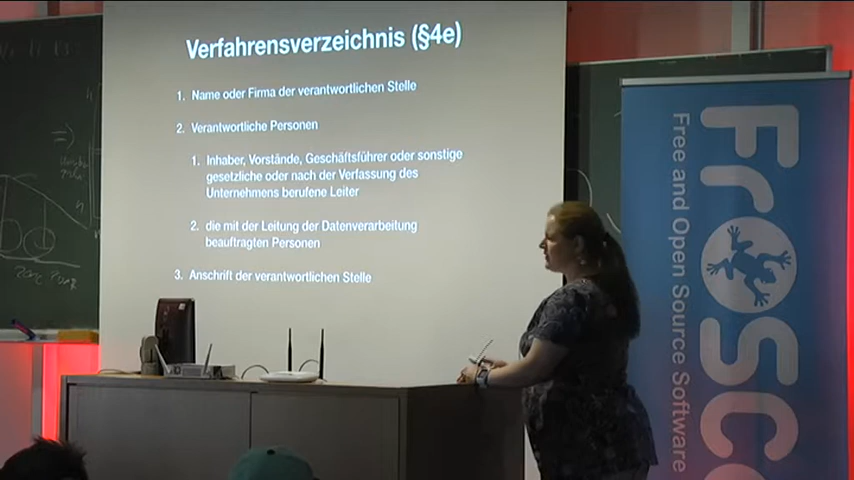 Verfahrensverzeichnis (§4e)
1. Name oder Firma der verantwortlichen Stelle
2. Verantwortliche Personen
1. Inhaber, Vorstände, Geschäftsführer oder sonstige
gesetzliche oder nach der Verfassung des
Unternehmens berufene Leiter
2. die mit der Leitung der Datenverarbeitung
beauftragten Personen
3. Anschrift der verantwortlichen Stelle
Free and Open Source Software
FrOSC